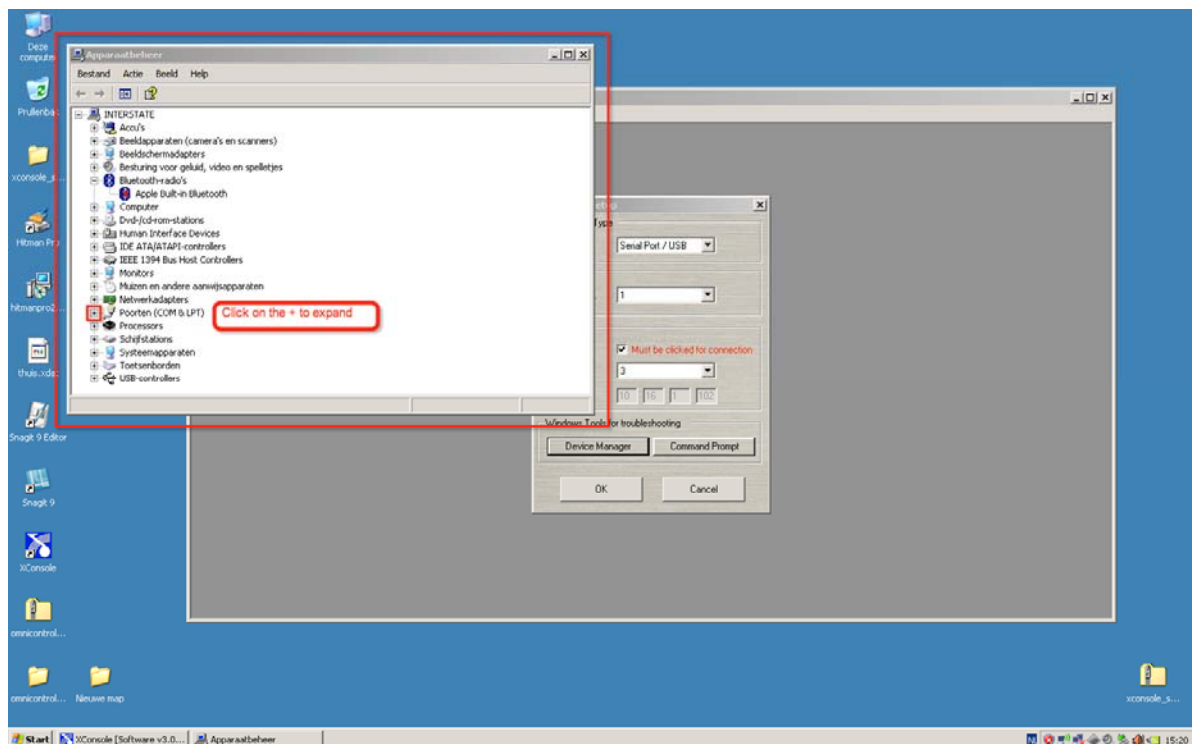 Deze
computer
Prullenba
xconsole_s...
Hitman Pro
hitmanpro2...
thuis.xde
Snagit 9 Editor
Snagit 9
XConsole
omnicontrol...
omnicontrol...
Nieuwe map
xconsole_s...
Apparaatbeheer
Bestand Actie Beeld Help
INTERSTATE
Accu's
Beeldapparaten (camera's en scanners)
Beeldschermadapters
Besturing voor geluid, video en spelletjes
Bluetooth-radio's
Apple Built-in Bluetooth
Computer
Dvd-/cd-rom-stations
Human Interface Devices
IDE ATA/ATAPI-controllers
IEEE 1394 Bus Host Controllers
Monitors
Muizen en andere aanwijsapparaten
Netwerkadapters
Poorten (COM & LPT)
Click on the + to expand
Processors
Schijfstations
Systeemapparaten
Toetsenborden
USB-controllers
Type
Serial Port / USB
1
Must be clicked for connection
3
10 16 1 102
Windows Tools for troubleshooting
Device Manager Command Prompt
OK Cancel
Start XConsole [Software v3.0... Apparaatbeheer NL 15:20